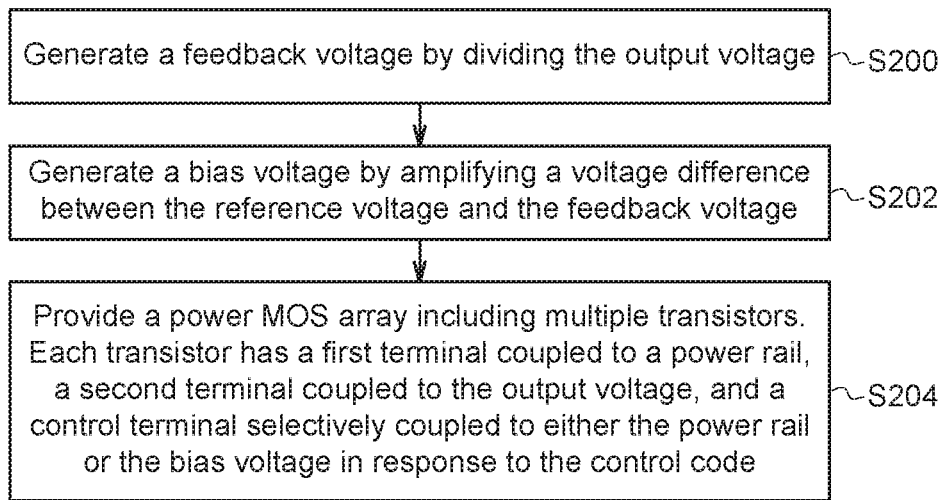 Generate a feedback voltage by dividing the output voltage
S200
Generate a bias voltage by amplifying a voltage difference
between the reference voltage and the feedback voltage
S202
Provide a power MOS array including multiple transistors.
Each transistor has a first terminal coupled to a power rail,
a second terminal coupled to the output voltage, and a
control terminal selectively coupled to either the power rail
or the bias voltage in response to the control code
S204